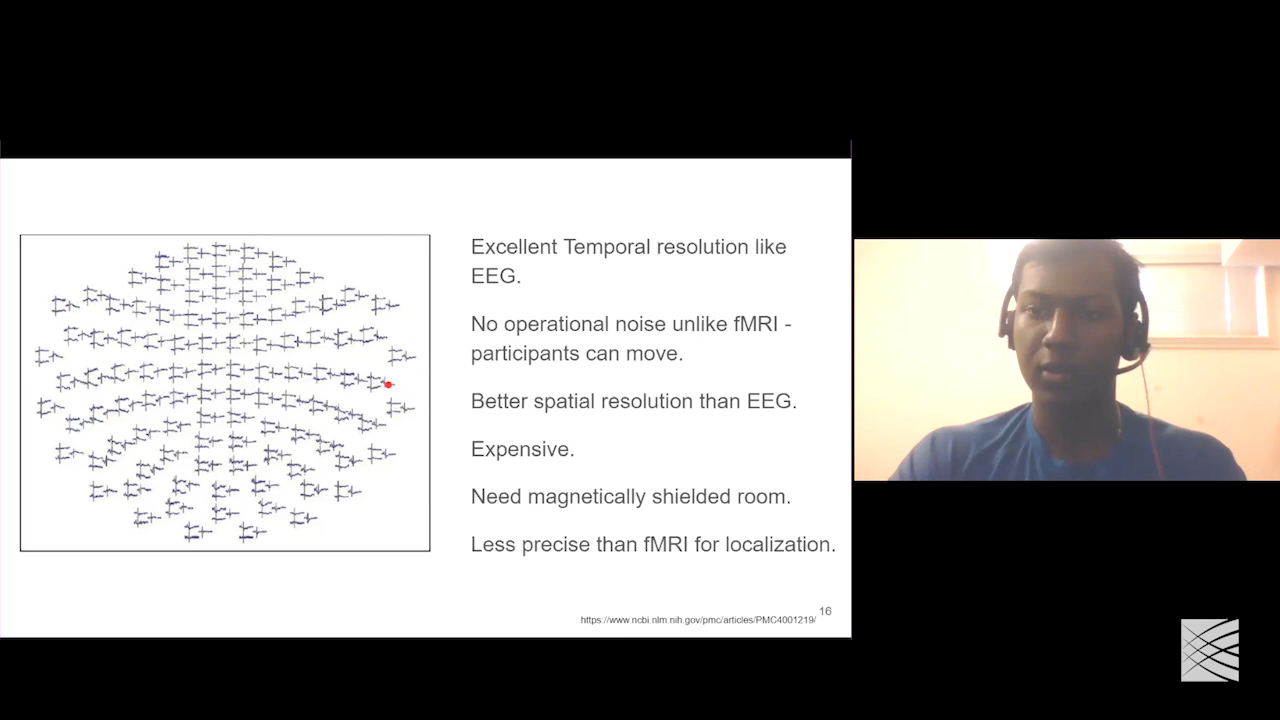 Excellent Temporal resolution like
EEG.
No operational noise unlike fMRI -
participants can move.
Better spatial resolution than EEG.
Expensive.
Need magnetically shielded room.
Less precise than fMRI for localization.
16
https://www.ncbi.nlm.nih.gov/pmc/articles/PMC4001219/